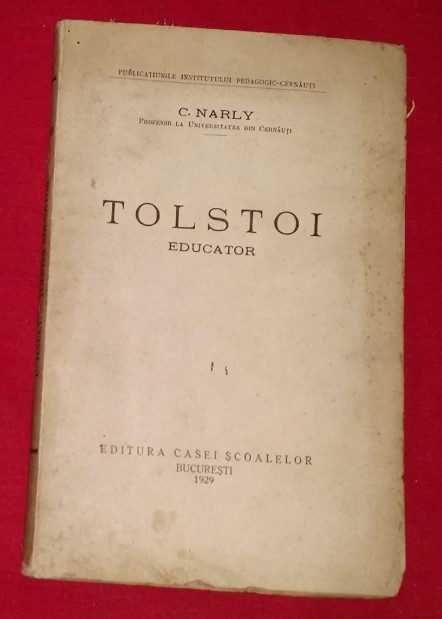 PUBLICAȚIUNILE INSTITUTULUI PEDAGOGIC-CERNĂUȚI
C. NARLY
PROFESOR LA UNIVERSITATEA DIN CERNĂUȚI
TOLSTOI
EDUCATOR
EDITURA CASEI ȘCOALELOR
BUCUREȘTI
1929